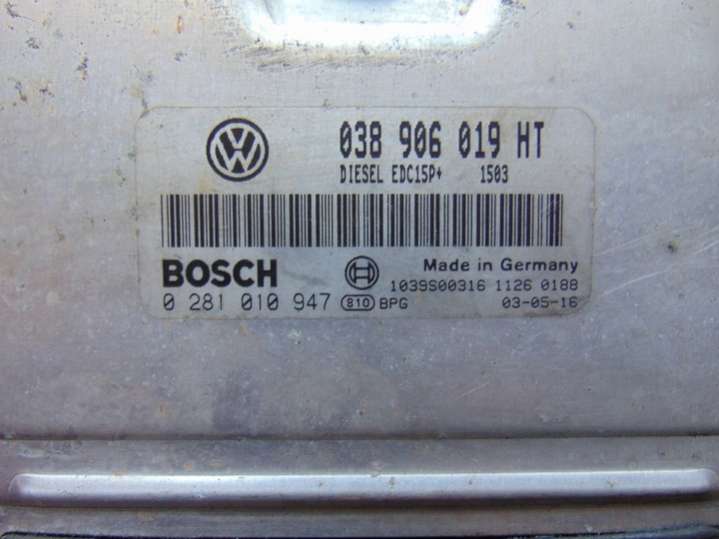 038 906 019 HT
DIESEL EDC15P+ 1503
BOSCH Made in Germany
1039S00316 1126 0188
0 281 010 947 810 BPG 03-05-16